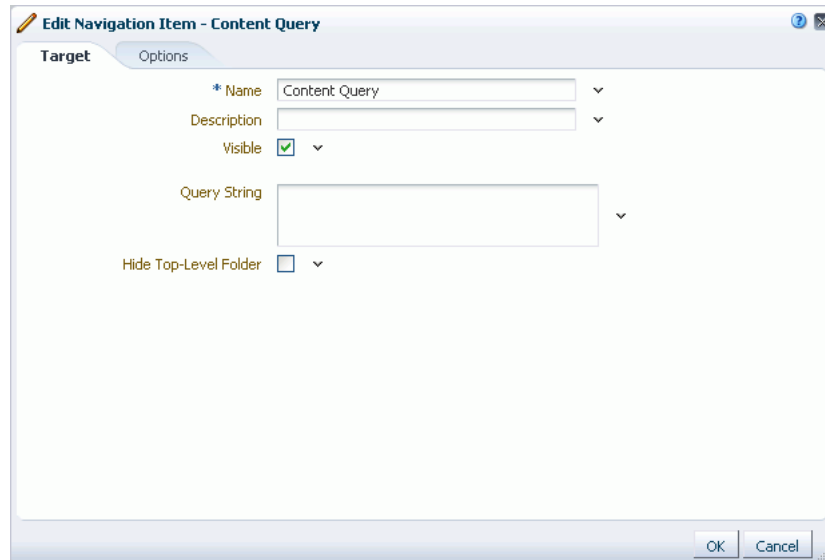 Edit Navigation Item - Content Query
Target Options
* Name Content Query
Description
Visible
Query String
Hide Top-Level Folder
OK Cancel